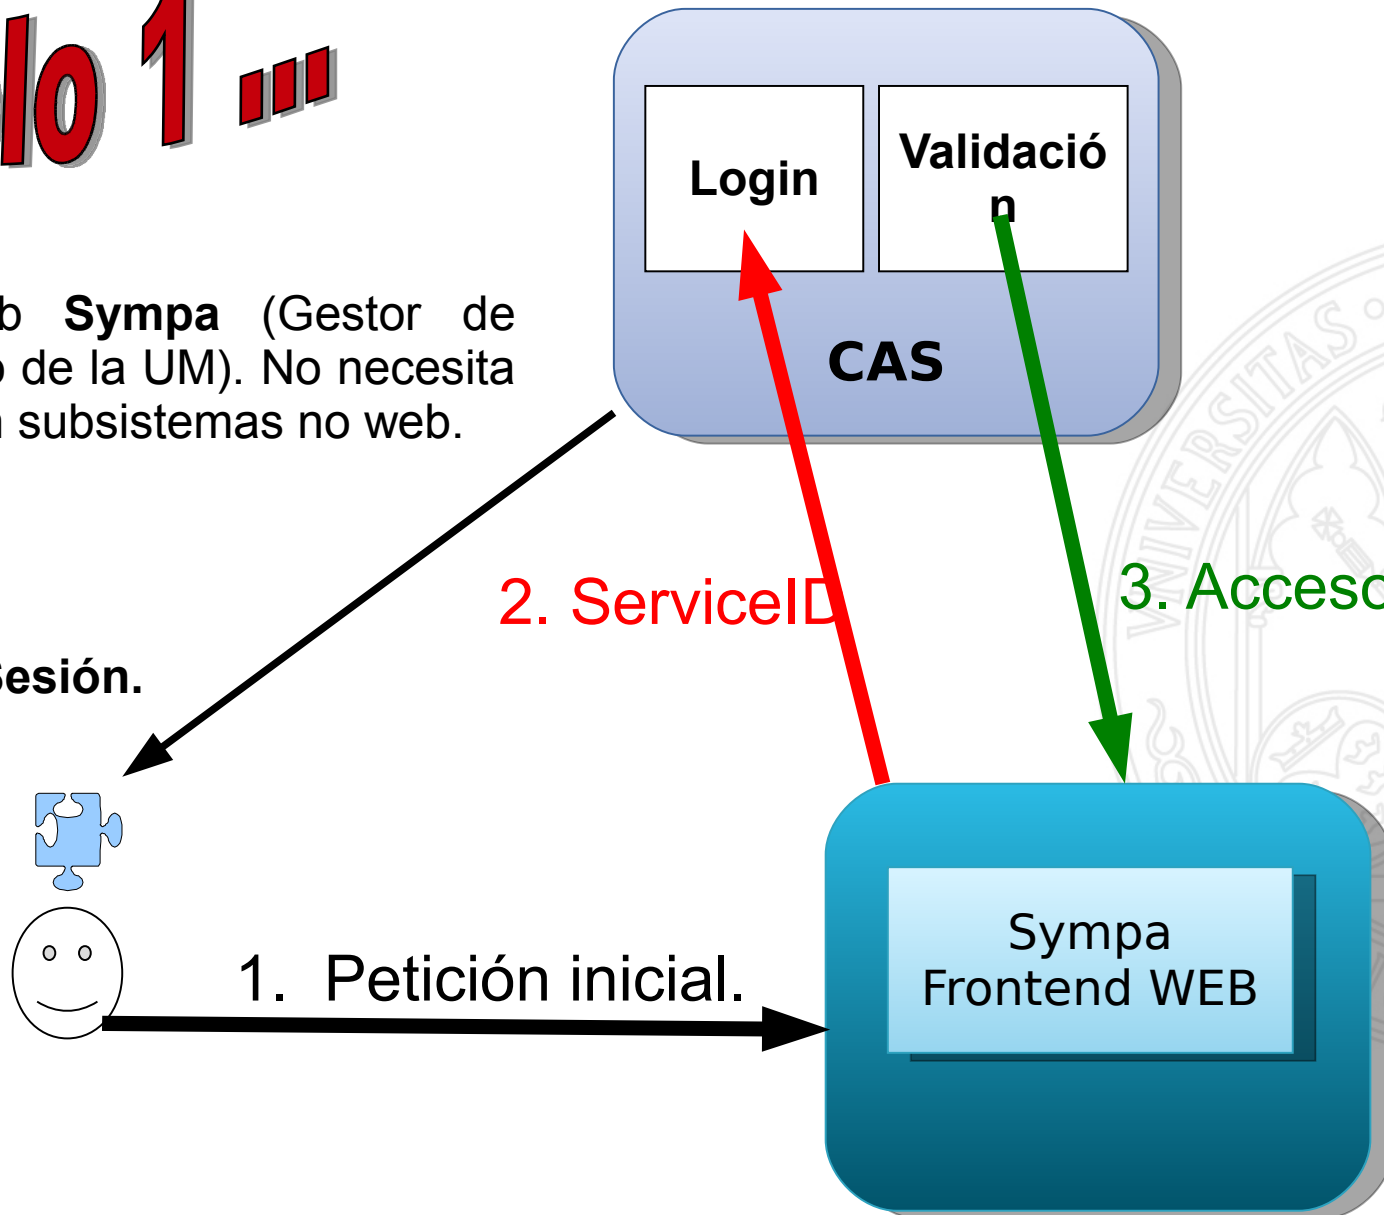 lo 1 ...
Login
Validació
n
CAS
b Sympa (Gestor de
o de la UM). No necesita
n subsistemas no web.
2. ServiceID
3. Acceso
Sesión.
1. Petición inicial.
Sympa
Frontend WEB